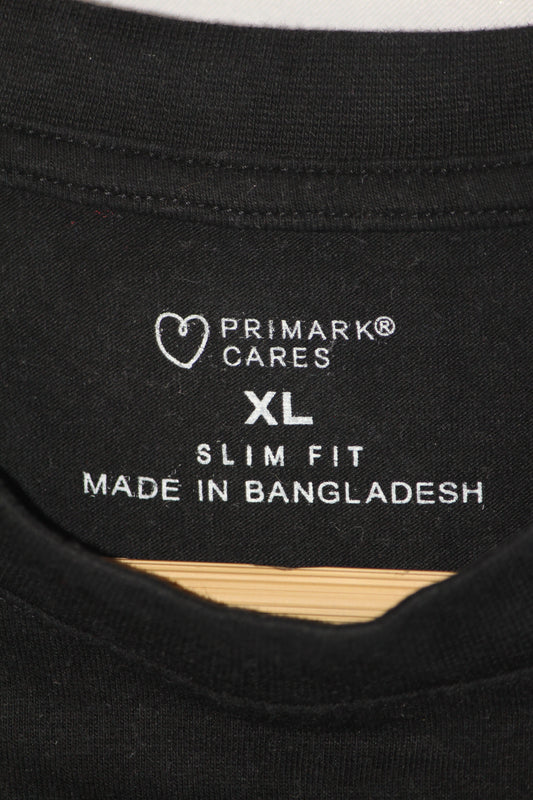 PRIMARK®
CARES
XL
SLIM FIT
MADE IN BANGLADESH